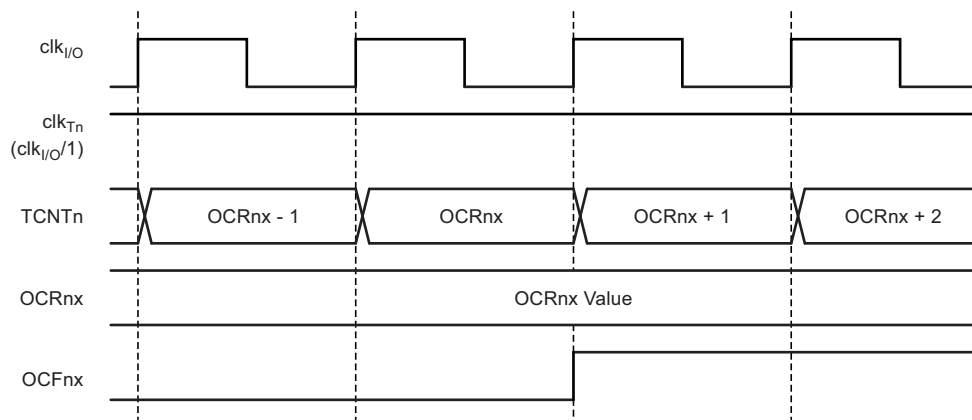 clkI/O
clkTn
(clkI/O/1)
TCNTn OCRnx - 1 OCRnx OCRnx + 1 OCRnx + 2
OCRnx OCRnx Value
OCFnx